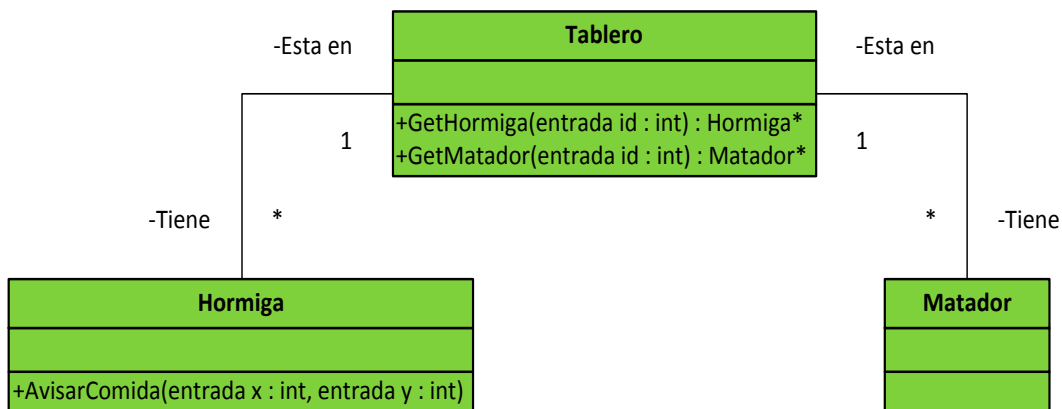 Tablero
-Esta en
-Esta en
+GetHormiga(entrada id : int) : Hormiga*
+GetMatador(entrada id : int) : Matador*
1
1
-Tiene
*
*
-Tiene
Hormiga
+AvisarComida(entrada x : int, entrada y : int)
Matador